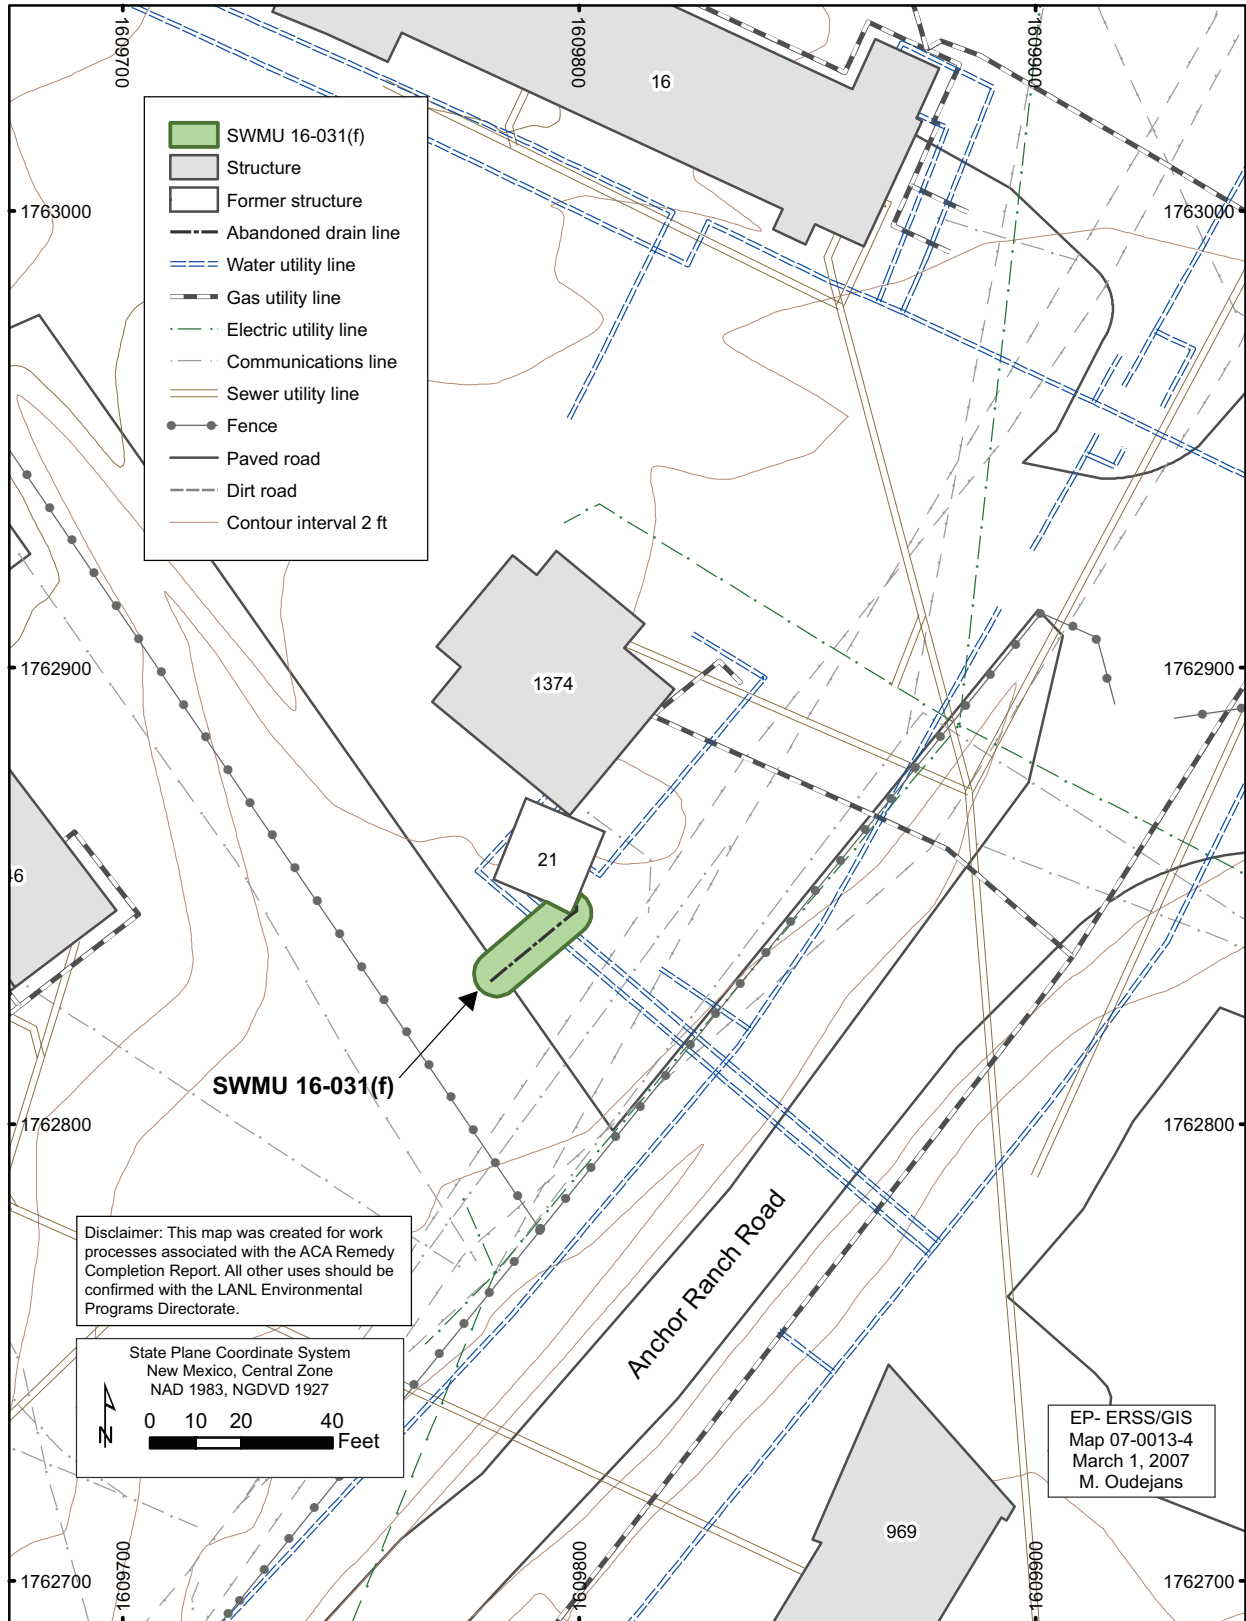 1609700
1609800
1609900
16
SWMU 16-031(f)
Structure
Former structure
Abandoned drain line
Water utility line
Gas utility line
Electric utility line
Communications line
Sewer utility line
Fence
Paved road
Dirt road
Contour interval 2 ft
1763000
1763000
1762900
1762900
1374
21
SWMU 16-031(f)
1762800
1762800
Anchor Ranch Road
Disclaimer: This map was created for work
processes associated with the ACA Remedy
Completion Report. All other uses should be
confirmed with the LANL Environmental
Programs Directorate.
State Plane Coordinate System
New Mexico, Central Zone
NAD 1983, NGDVD 1927
N
0 10 20 40
Feet
EP- ERSS/GIS
Map 07-0013-4
March 1, 2007
M. Oudejans
969
1762700
1762700
1609700
1609800
1609900